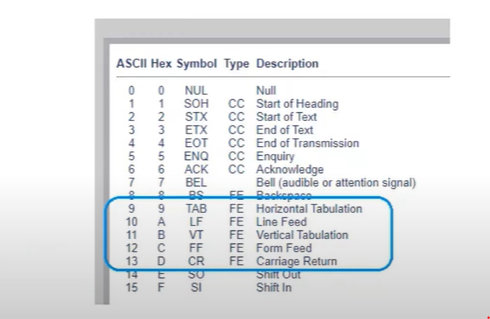 ASCII Hex Symbol Type Description
0 0 NUL Null
1 1 SOH CC Start of Heading
2 2 STX CC Start of Text
3 3 ETX CC End of Text
4 4 EOT CC End of Transmission
5 5 ENQ CC Enquiry
6 6 ACK CC Acknowledge
7 7 BEL Bell (audible or attention signal)
8 8 BS FE Backspace
9 9 TAB FE Horizontal Tabulation
10 A LF FE Line Feed
11 B VT FE Vertical Tabulation
12 C FF FE Form Feed
13 D CR FE Carriage Return
14 E SO Shift Out
15 F SI Shift In